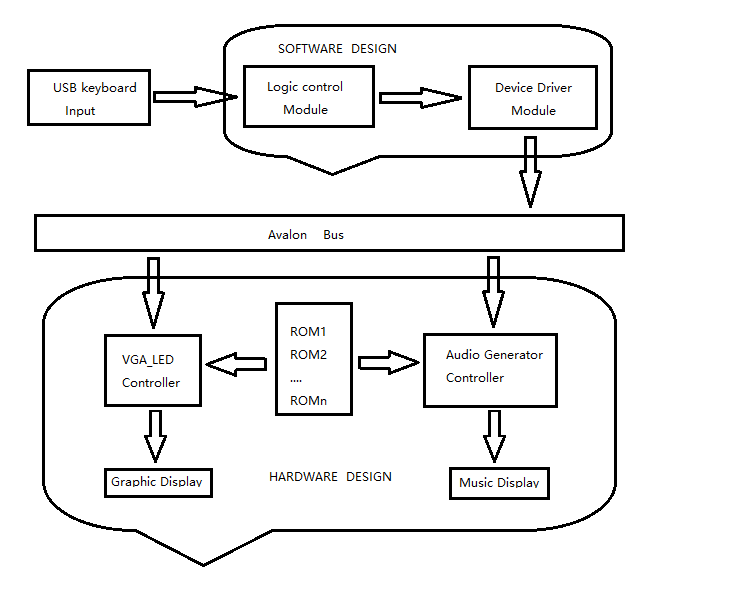 SOFTWARE DESIGN
USB keyboard
Input
Logic control
Module
Device Driver
Module
Avalon Bus
VGA_LED
Controller
ROM1
ROM2
....
ROMn
Audio Generator
Controller
Graphic Display
HARDWARE DESIGN
Music Display